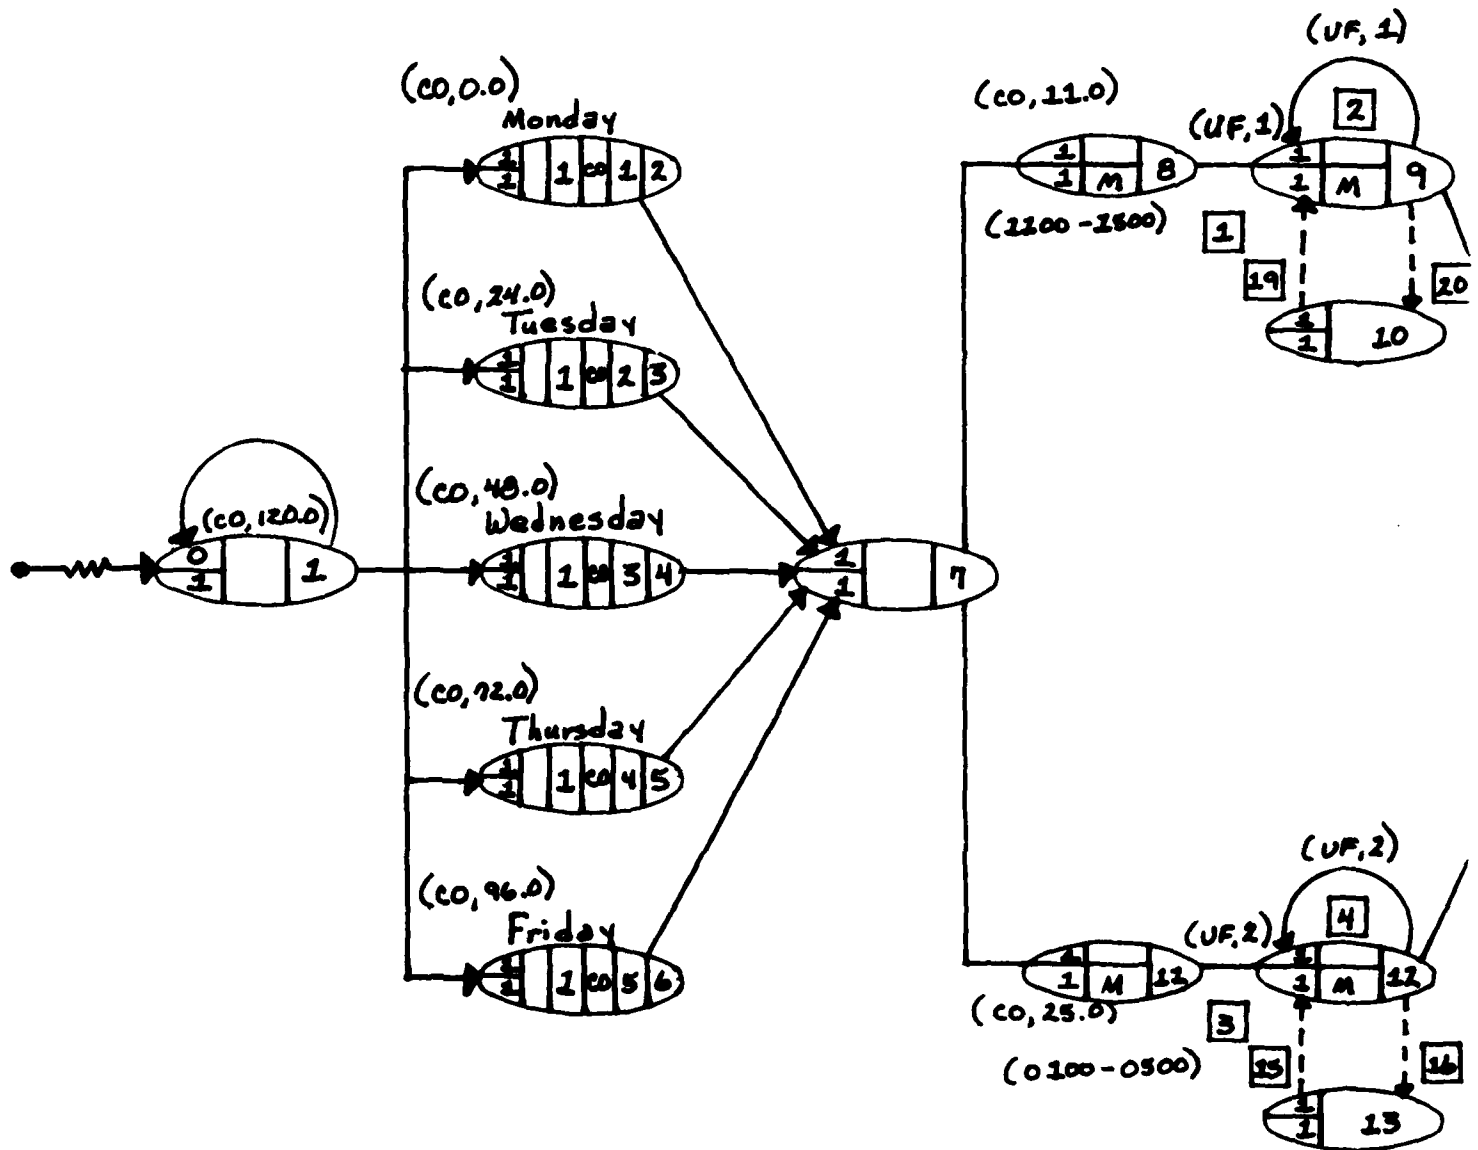 (CO, 0.0)
Monday
1
1
1
CO
1
2
(CO, 24.0)
Tuesday
1
1
1
CO
2
3
(CO, 48.0)
Wednesday
1
1
1
CO
3
4
(CO, 72.0)
Thursday
1
1
1
CO
4
5
(CO, 96.0)
Friday
1
1
1
CO
5
6
(CO, 120.0)
0
1
1
1
1
7
(CO, 11.0)
1
1
M
8
(1100-1500)
(UF, 1)
2
(UF, 1)
1
1
M
9
1
19
20
1
1
10
(CO, 25.0)
1
1
M
11
(0100-0500)
(UF, 2)
4
(UF, 2)
1
1
M
12
3
15
16
1
1
13